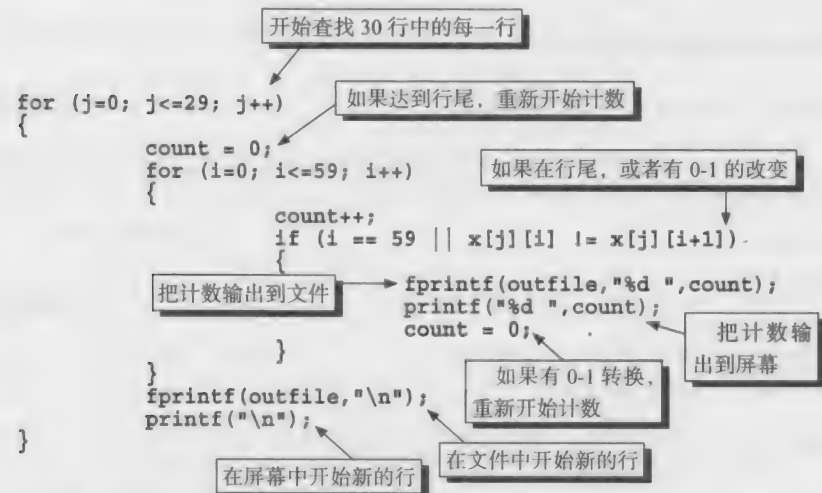 开始查找 30 行中的每一行
for (j=0; j<=29; j++)
如果达到行尾，重新开始计数
{
count = 0;
for (i=0; i<=59; i++)
如果在行尾，或者有 0-1 的改变
{
count++;
if (i == 59 || x[j][i] != x[j][i+1])
{
把计数输出到文件
fprintf(outfile,"%d ",count);
printf("%d ",count);
count = 0;
把计数输
出到屏幕
}
}
如果有 0-1 转换，
重新开始计数
fprintf(outfile,"\n");
printf("\n");
}
在屏幕中开始新的行
在文件中开始新的行